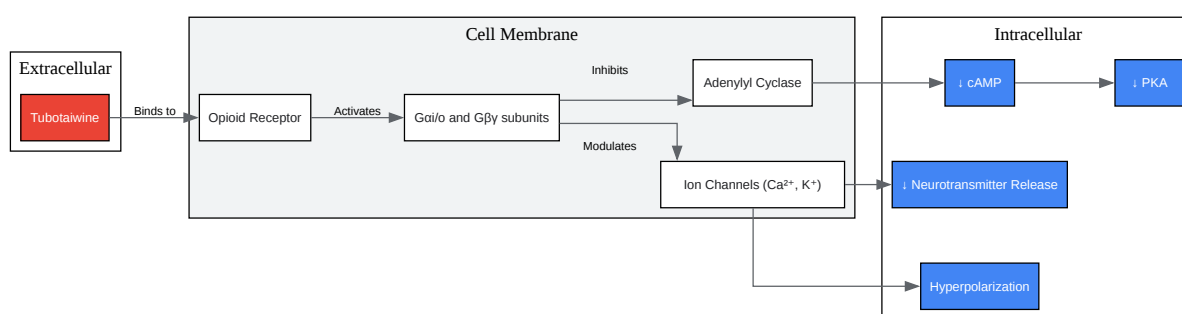 Extracellular
Tubotaiwine
Binds to
Cell Membrane
Opioid Receptor
Activates
Gαi/o and Gβγ subunits
Inhibits
Modulates
Adenylyl Cyclase
Ion Channels (Ca²⁺, K⁺)
Intracellular
↓ cAMP
↓ PKA
↓ Neurotransmitter Release
Hyperpolarization